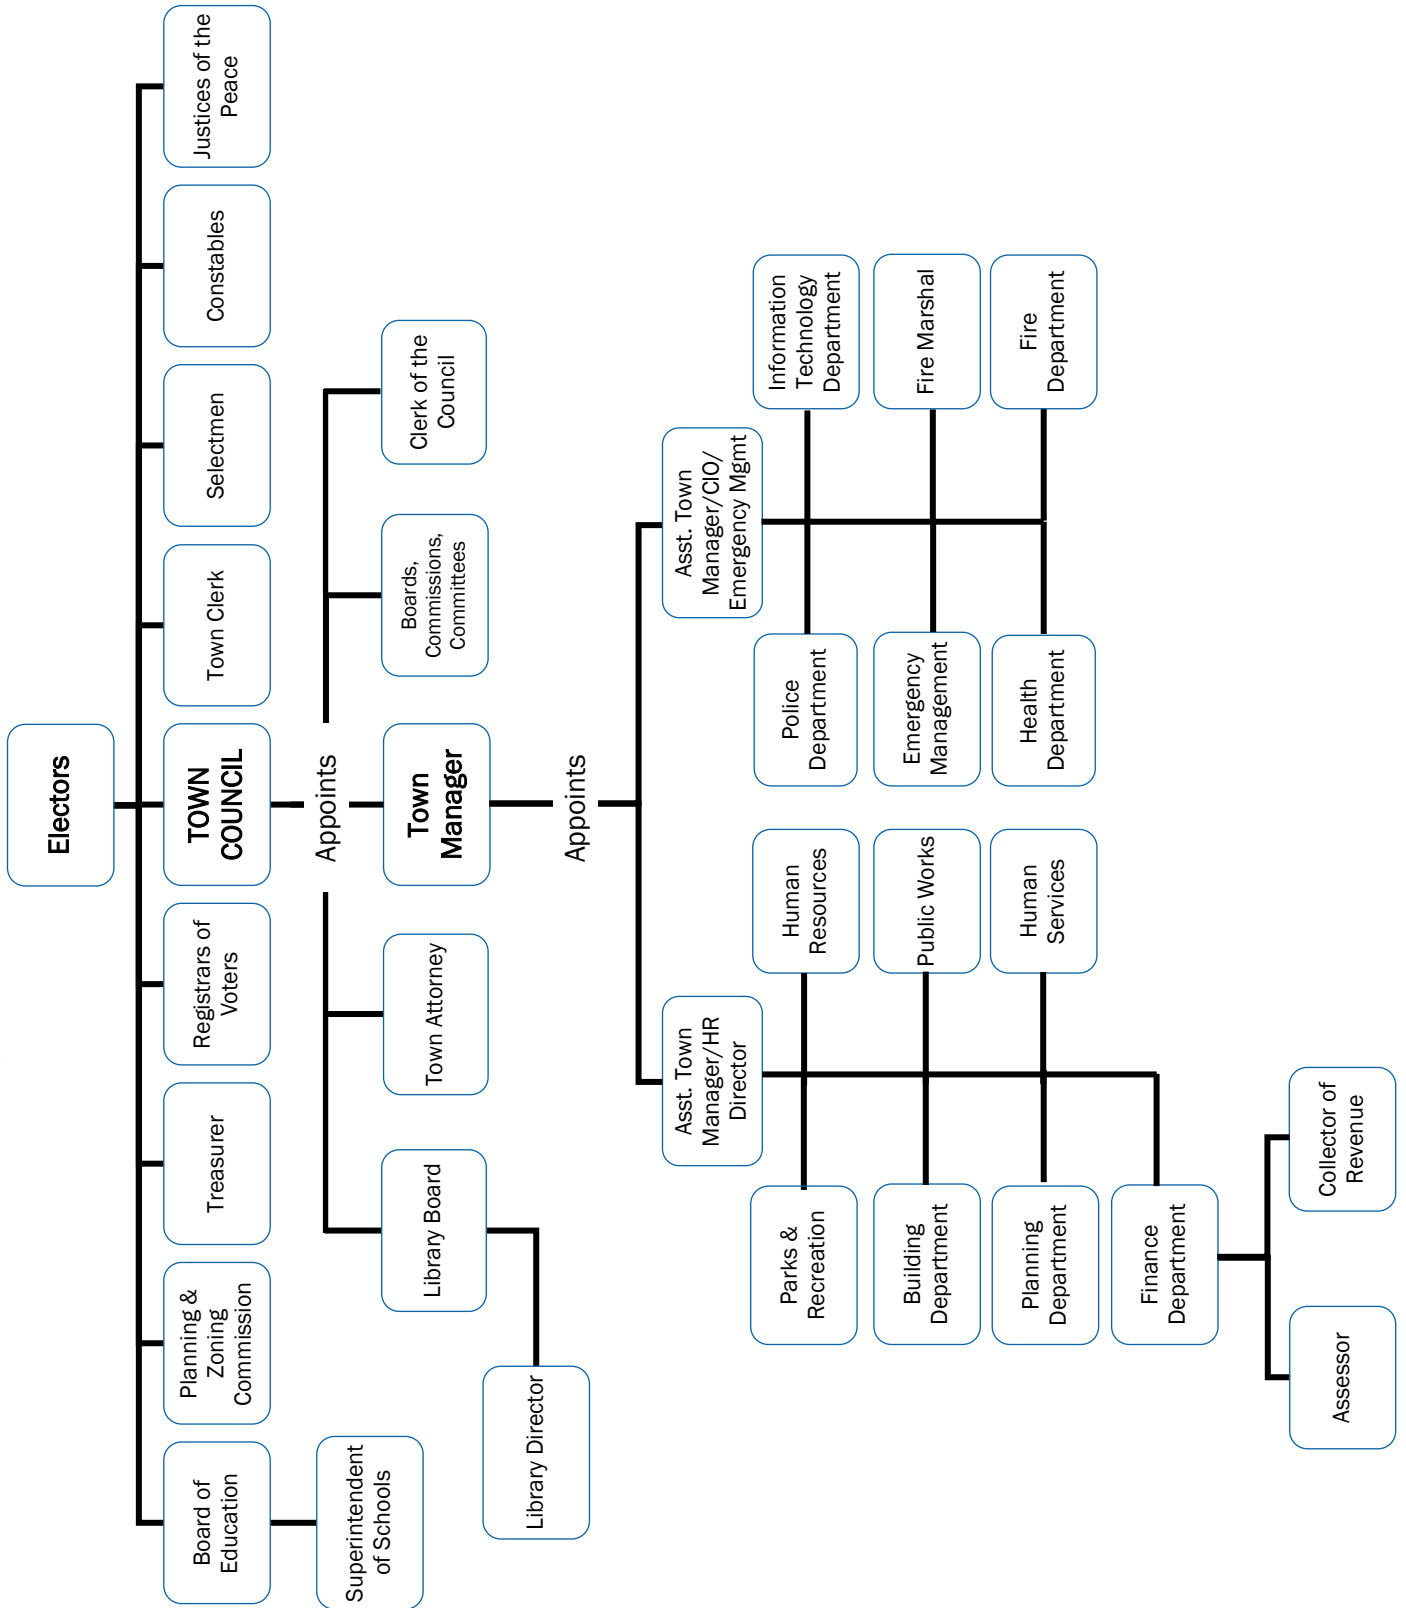 Electors
Board of
Education
Planning &
Zoning
Commission
Treasurer
Registrars of
Voters
TOWN
COUNCIL
Town Clerk
Selectmen
Constables
Justices of the
Peace
Superintendent
of Schools
Appoints
Library Board
Town Attorney
Town
Manager
Boards,
Commissions,
Committees
Clerk of the
Council
Library Director
Appoints
Asst. Town
Manager/HR
Director
Asst. Town
Manager/CIO/
Emergency Mgmt
Parks &
Recreation
Human
Resources
Police
Department
Information
Technology
Department
Building
Department
Public Works
Emergency
Management
Fire Marshal
Planning
Department
Human
Services
Health
Department
Fire
Department
Finance
Department
Assessor
Collector of
Revenue